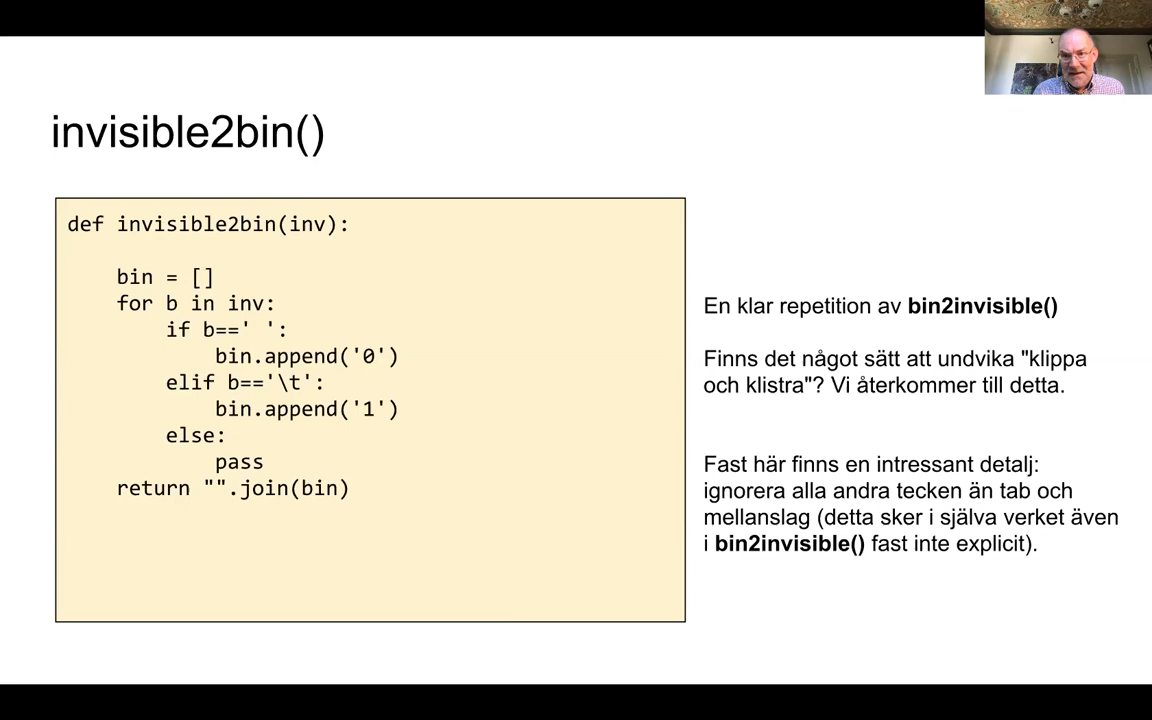 invisible2bin()
def invisible2bin(inv):
    bin = []
    for b in inv:
        if b==' ':
            bin.append('0')
        elif b=='\t':
            bin.append('1')
        else:
            pass
    return "".join(bin)
En klar repetition av bin2invisible()
Finns det något sätt att undvika "klippa
och klistra"? Vi återkommer till detta.
Fast här finns en intressant detalj:
ignorera alla andra tecken än tab och
mellanslag (detta sker i själva verket även
i bin2invisible() fast inte explicit).